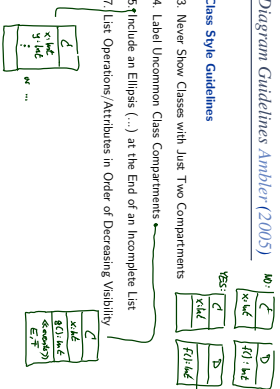 Diagram Guidelines Ambler (2005)
Class Style Guidelines
3. Never Show Classes with Just Two Compartments
4. Label Uncommon Class Compartments
5. Include an Ellipsis (...) at the End of an Incomplete List
7. List Operations/Attributes in Order of Decreasing Visibility
NO:
C
x: Int
D
f(): Int
YES:
C
x: Int
D
f(): Int
C
x: Int
y: Int
⋮
or ...
C
x: Int
g(): Int
E, F